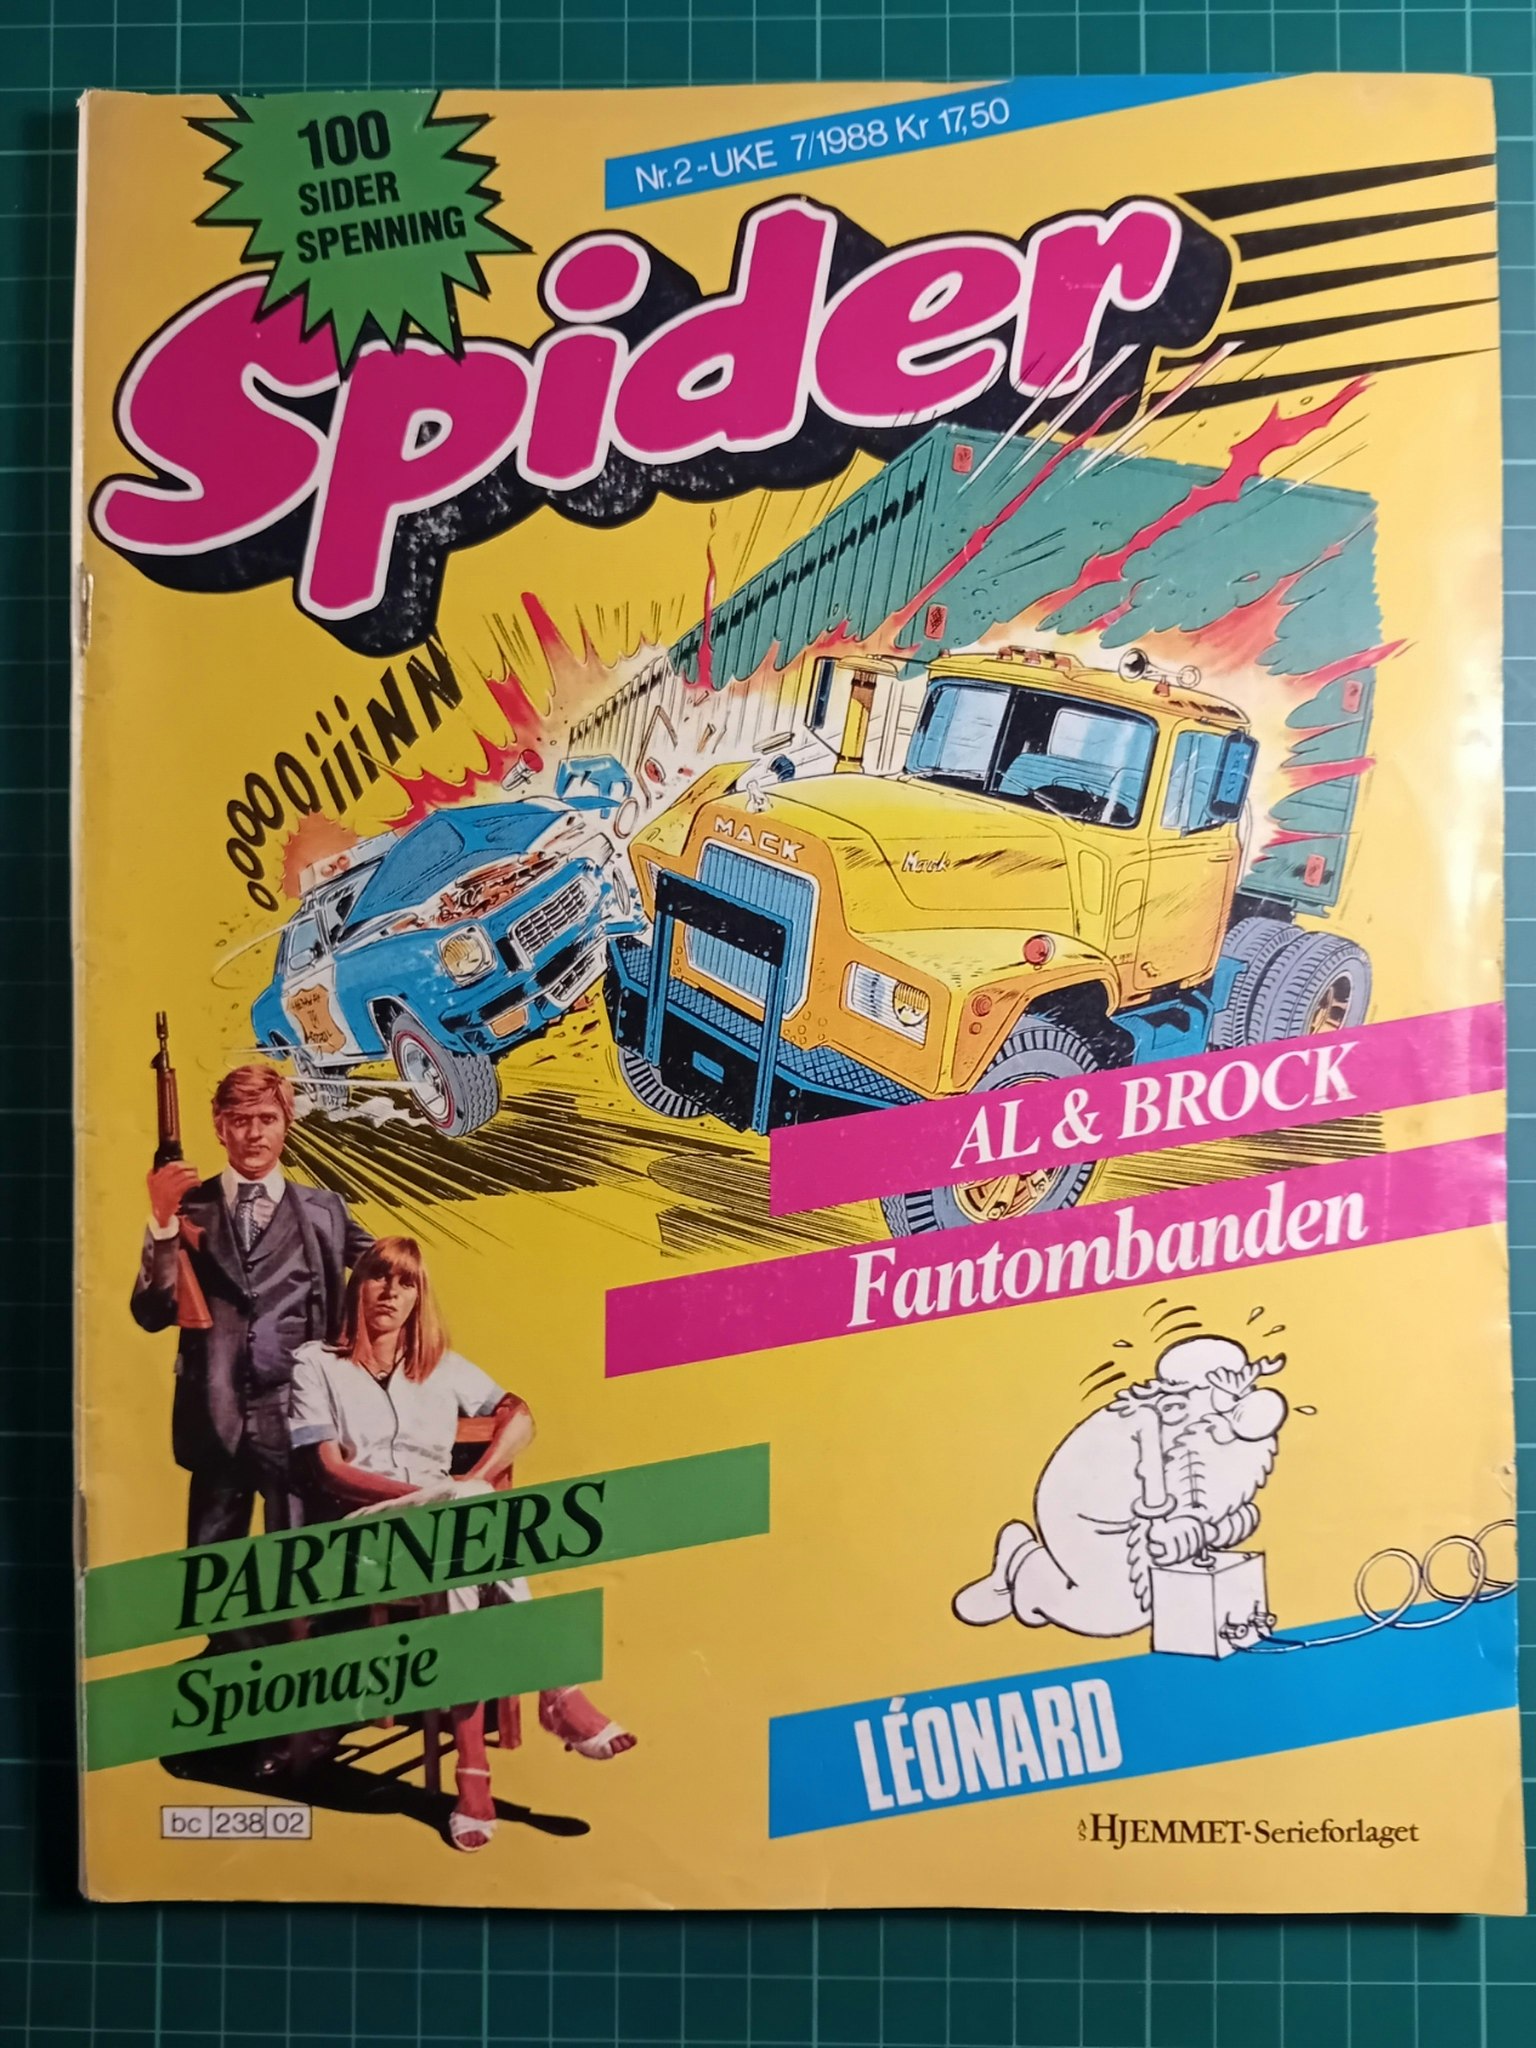 100
SIDER
SPENNING
Nr.2-UKE 7/1988 Kr 17,50
Spider
oooOiiiNN
MACK
Mack
AL & BROCK
Fantombanden
PARTNERS
Spionasje
LÉONARD
bc 238 02
A/S HJEMMET-Serieforlaget